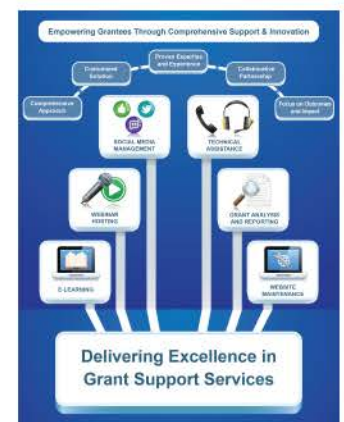 Empowering Grantees Through Comprehensive Support & Innovation
Proven Expertise
and Experience
Customized
Solution
Collaborative
Partnership
Comprehensive
Approach
Focus on Outcomes
and Impact
SOCIAL MEDIA
MANAGEMENT
TECHNICAL
ASSISTANCE
WEBINAR
HOSTING
GRANT ANALYSIS
AND REPORTING
E-LEARNING
WEBSITE
MAINTENANCE
Delivering Excellence in
Grant Support Services